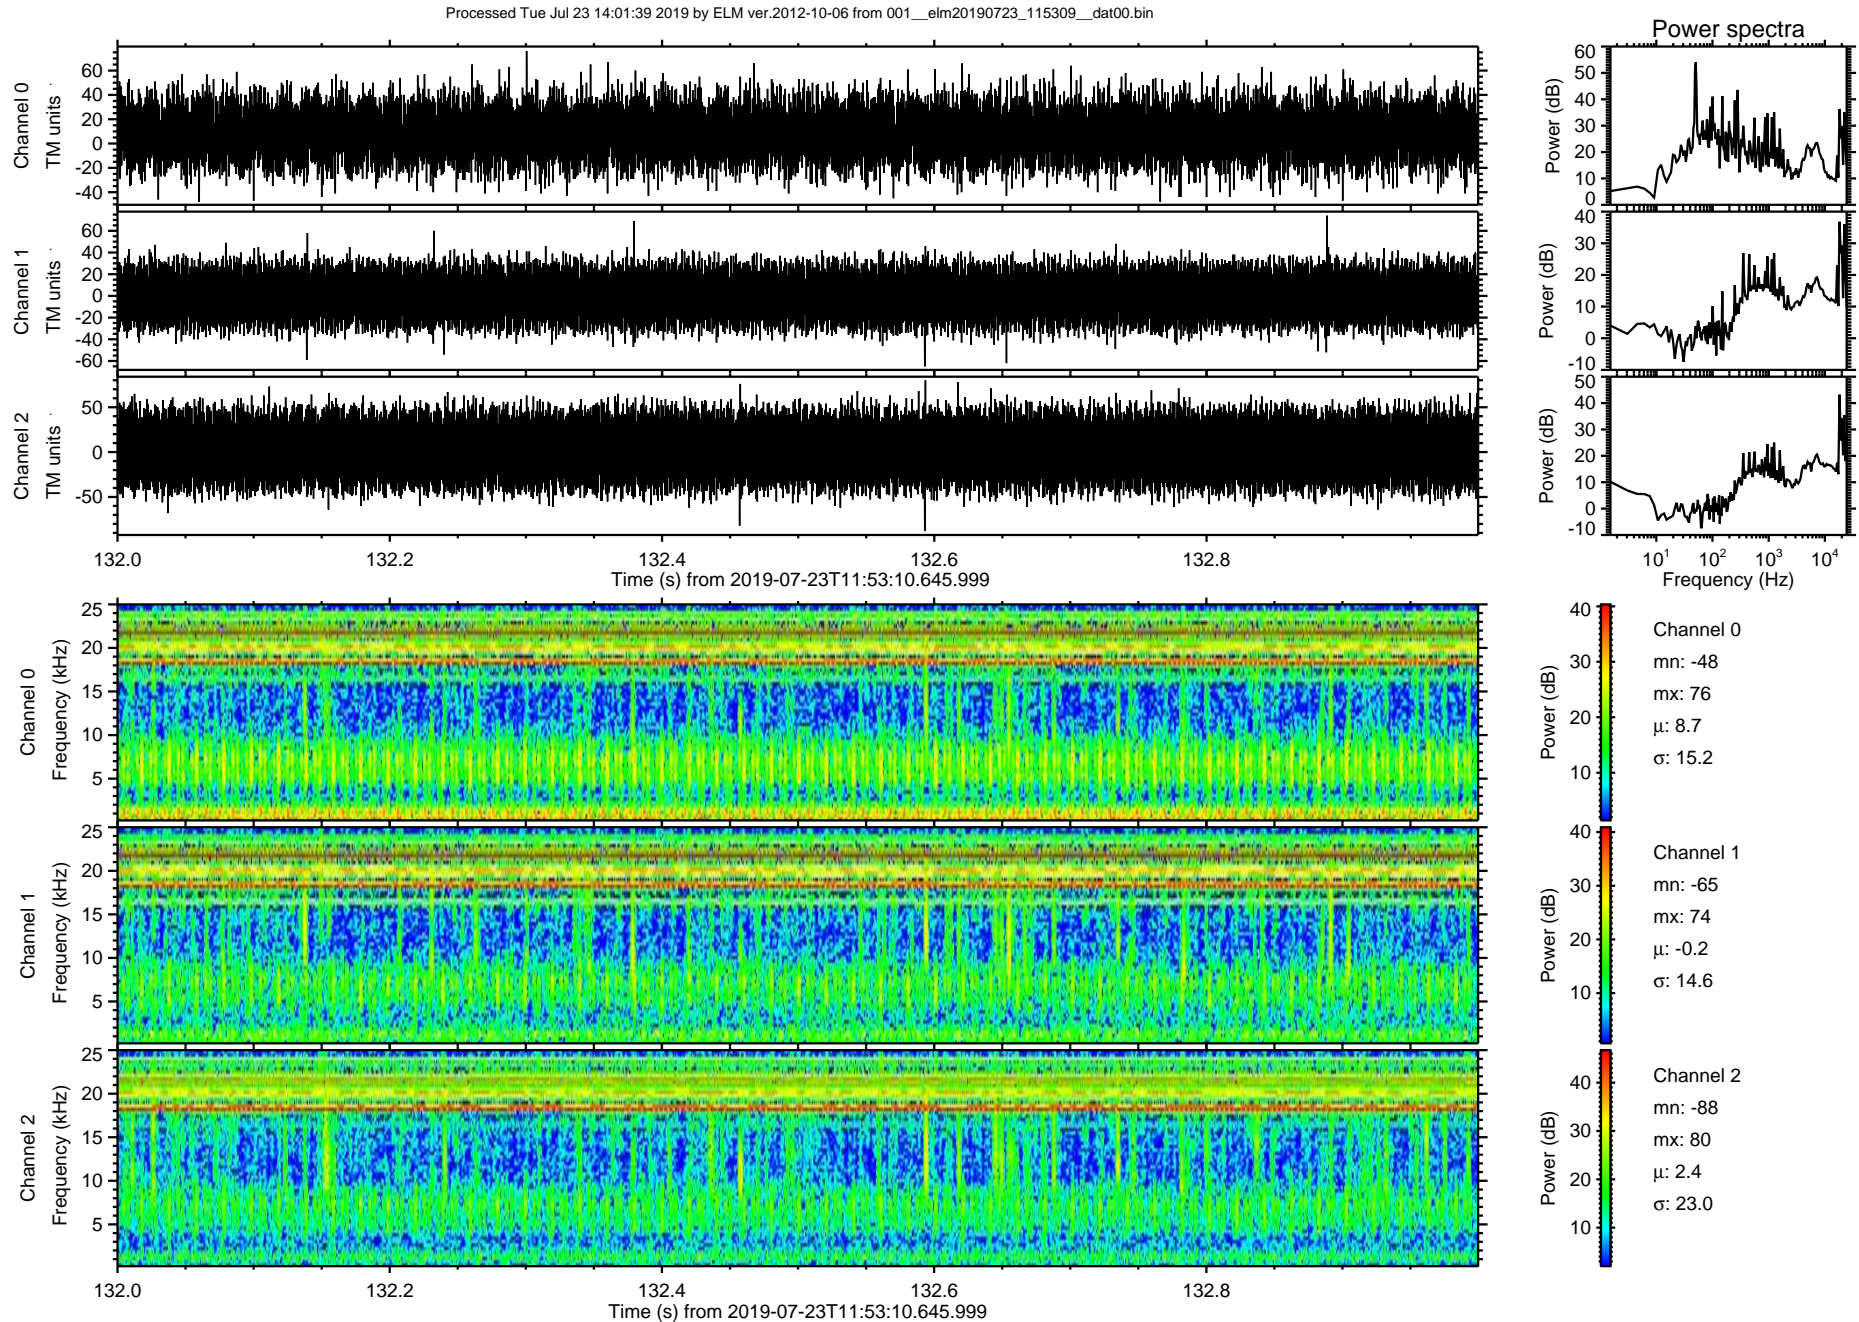 Processed Tue Jul 23 14:01:39 2019 by ELM ver.2012-10-06 from 001__elm20190723_115309__dat00.bin
Power spectra
Channel 0
TM units
60
40
20
0
-20
-40
Power (dB)
60
50
40
30
20
10
0
Channel 1
TM units
60
40
20
0
-20
-40
-60
Power (dB)
40
30
20
10
0
-10
Channel 2
TM units
50
0
-50
Power (dB)
50
40
30
20
10
0
-10
132.0 132.2 132.4 132.6 132.8
Time (s) from 2019-07-23T11:53:10.645.999
10^1 10^2 10^3 10^4
Frequency (Hz)
Channel 0
Frequency (kHz)
25
20
15
10
5
Power (dB)
40
30
20
10
Channel 0
mn: -48
mx: 76
μ: 8.7
σ: 15.2
Channel 1
Frequency (kHz)
25
20
15
10
5
Power (dB)
40
30
20
10
Channel 1
mn: -65
mx: 74
μ: -0.2
σ: 14.6
Channel 2
Frequency (kHz)
25
20
15
10
5
Power (dB)
40
30
20
10
Channel 2
mn: -88
mx: 80
μ: 2.4
σ: 23.0
132.0 132.2 132.4 132.6 132.8
Time (s) from 2019-07-23T11:53:10.645.999